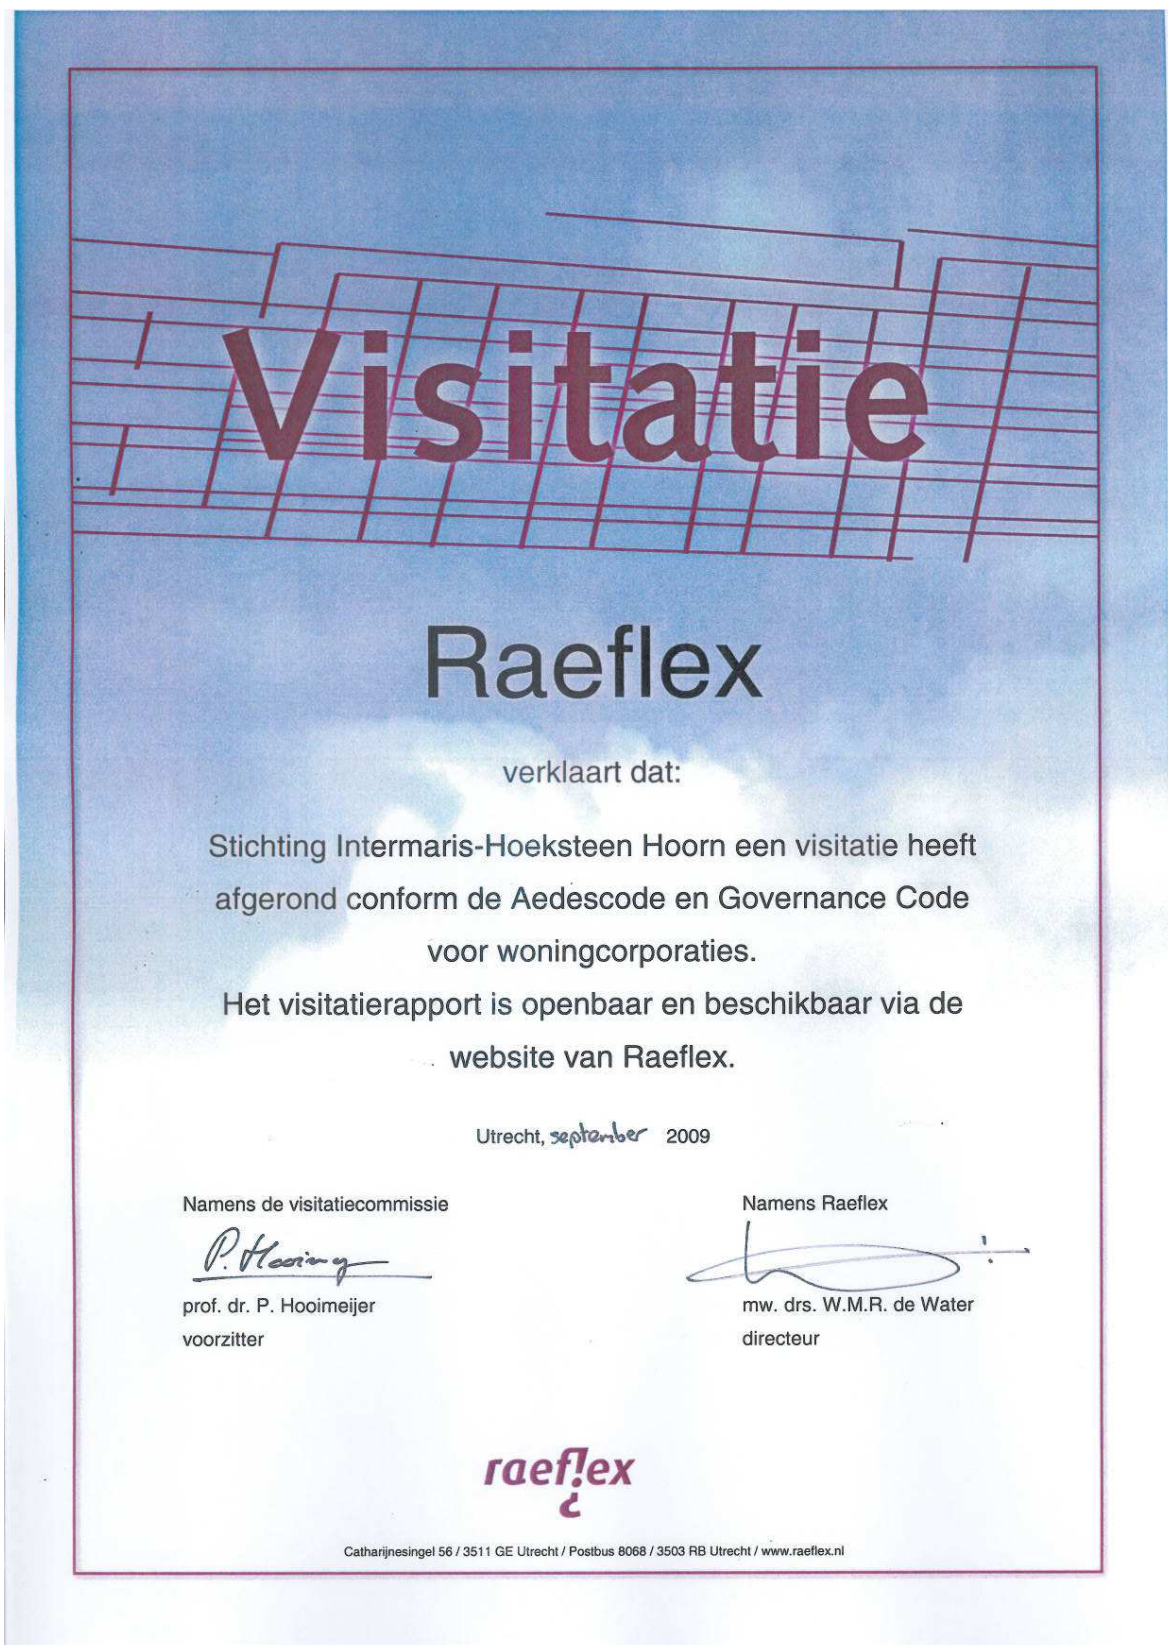 Visitatie
Raeflex
verklaart dat:
Stichting Intermaris-Hoeksteen Hoorn een visitatie heeft
afgerond conform de Aedescode en Governance Code
voor woningcorporaties.
Het visitatierapport is openbaar en beschikbaar via de
website van Raeflex.
Utrecht, september 2009
Namens de visitatiecommissie
P. Hooimeij
prof. dr. P. Hooimeijer
voorzitter
Namens Raeflex
mw. drs. W.M.R. de Water
directeur
raeflex
Catharijnesingel 56 / 3511 GE Utrecht / Postbus 8068 / 3503 RB Utrecht / www.raeflex.nl